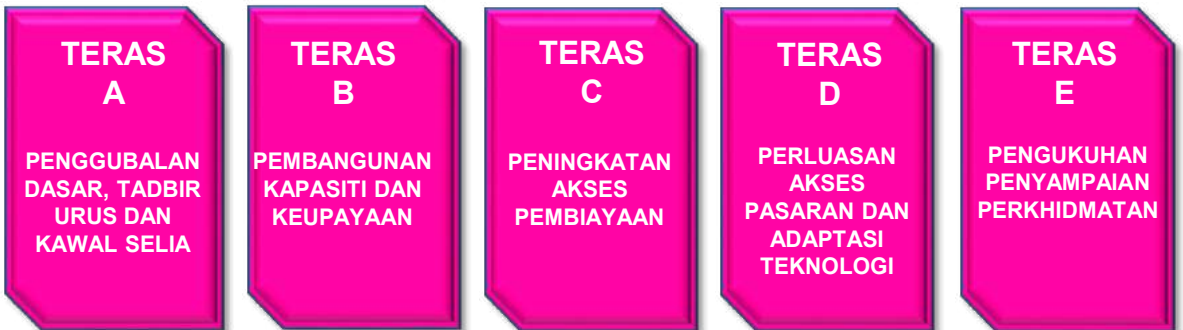 TERAS
A
PENGGUBALAN
DASAR, TADBIR
URUS DAN
KAWAL SELIA
TERAS
B
PEMBANGUNAN
KAPASITI DAN
KEUPAYAAN
TERAS
C
PENINGKATAN
AKSES
PEMBIAYAAN
TERAS
D
PERLUASAN
AKSES
PASARAN DAN
ADAPTASI
TEKNOLOGI
TERAS
E
PENGUKUHAN
PENYAMPAIAN
PERKHIDMATAN